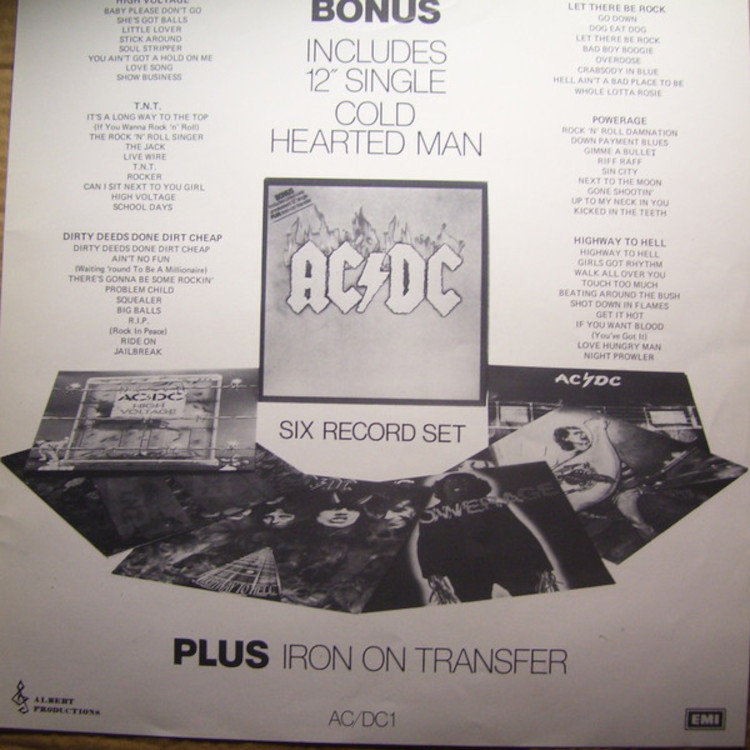 HIGH VOLTAGE
BABY PLEASE DON'T GO
SHE'S GOT BALLS
LITTLE LOVER
STICK AROUND
SOUL STRIPPER
YOU AIN'T GOT A HOLD ON ME
LOVE SONG
SHOW BUSINESS
T.N.T.
IT'S A LONG WAY TO THE TOP
(If You Wanna Rock 'n' Roll)
THE ROCK 'N' ROLL SINGER
THE JACK
LIVE WIRE
T.N.T.
ROCKER
CAN I SIT NEXT TO YOU GIRL
HIGH VOLTAGE
SCHOOL DAYS
DIRTY DEEDS DONE DIRT CHEAP
DIRTY DEEDS DONE DIRT CHEAP
AIN'T NO FUN
(Waiting 'round To Be A Millionaire)
THERE'S GONNA BE SOME ROCKIN'
PROBLEM CHILD
SQUEALER
BIG BALLS
R.I.P.
(Rock In Peace)
RIDE ON
JAILBREAK
BONUS
INCLUDES
12" SINGLE
COLD
HEARTED MAN
BONUS
AC/DC
SIX RECORD SET
LET THERE BE ROCK
GO DOWN
DOG EAT DOG
LET THERE BE ROCK
BAD BOY BOOGIE
OVERDOSE
CRABSODY IN BLUE
HELL AIN'T A BAD PLACE TO BE
WHOLE LOTTA ROSIE
POWERAGE
ROCK 'N' ROLL DAMNATION
DOWN PAYMENT BLUES
GIMME A BULLET
RIFF RAFF
SIN CITY
NEXT TO THE MOON
GONE SHOOTIN'
UP TO MY NECK IN YOU
KICKED IN THE TEETH
HIGHWAY TO HELL
HIGHWAY TO HELL
GIRLS GOT RHYTHM
WALK ALL OVER YOU
TOUCH TOO MUCH
BEATING AROUND THE BUSH
SHOT DOWN IN FLAMES
GET IT HOT
IF YOU WANT BLOOD
(You've Got It)
LOVE HUNGRY MAN
NIGHT PROWLER
AC/DC
HIGH
VOLTAGE
AC/DC
HIGHWAY TO HELL
POWERAGE
AC/DC
PLUS IRON ON TRANSFER
ALBERT
PRODUCTIONS
AC/DC1
EMI